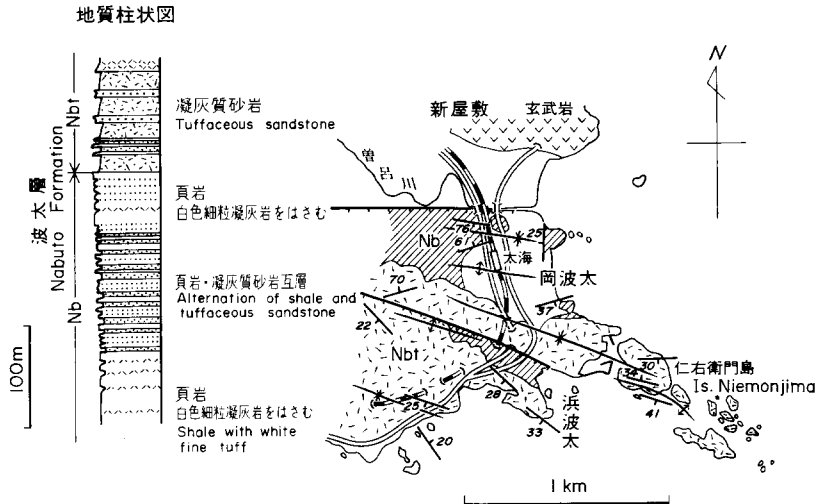 地質柱状図
波太層
Nabuto Formation
Nbt
Nb
100m
凝灰質砂岩
Tuffaceous sandstone
頁岩
白色細粒凝灰岩をはさむ
頁岩・凝灰質砂岩互層
Alternation of shale and
tuffaceous sandstone
頁岩
白色細粒凝灰岩をはさむ
Shale with white
fine tuff
N
新屋敷
玄武岩
曽呂川
76
61
Nb
25
太海
岡波太
70
37
22
Nbt
30
34
41
仁右衛門島
Is. Niemonjima
25
28
33
20
浜波太
1 km